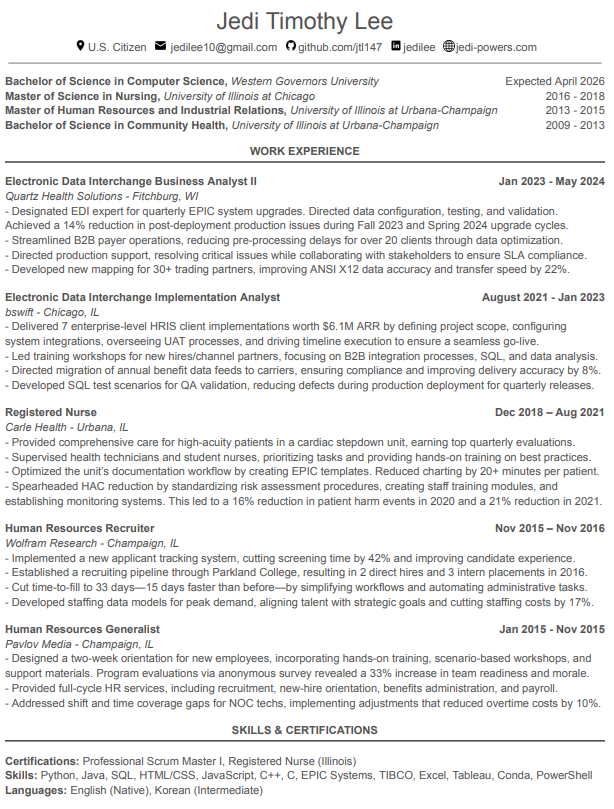 Jedi Timothy Lee
U.S. Citizen jedilee10@gmail.com github.com/jtl147 jedilee jedi-powers.com
Bachelor of Science in Computer Science, Western Governors University Expected April 2026
Master of Science in Nursing, University of Illinois at Chicago 2016 - 2018
Master of Human Resources and Industrial Relations, University of Illinois at Urbana-Champaign 2013 - 2015
Bachelor of Science in Community Health, University of Illinois at Urbana-Champaign 2009 - 2013
WORK EXPERIENCE
Electronic Data Interchange Business Analyst II Jan 2023 - May 2024
Quartz Health Solutions - Fitchburg, WI
- Designated EDI expert for quarterly EPIC system upgrades. Directed data configuration, testing, and validation.
Achieved a 14% reduction in post-deployment production issues during Fall 2023 and Spring 2024 upgrade cycles.
- Streamlined B2B payer operations, reducing pre-processing delays for over 20 clients through data optimization.
- Directed production support, resolving critical issues while collaborating with stakeholders to ensure SLA compliance.
- Developed new mapping for 30+ trading partners, improving ANSI X12 data accuracy and transfer speed by 22%.
Electronic Data Interchange Implementation Analyst August 2021 - Jan 2023
bswift - Chicago, IL
- Delivered 7 enterprise-level HRIS client implementations worth $6.1M ARR by defining project scope, configuring
system integrations, overseeing UAT processes, and driving timeline execution to ensure a seamless go-live.
- Led training workshops for new hires/channel partners, focusing on B2B integration processes, SQL, and data analysis.
- Directed migration of annual benefit data feeds to carriers, ensuring compliance and improving delivery accuracy by 8%.
- Developed SQL test scenarios for QA validation, reducing defects during production deployment for quarterly releases.
Registered Nurse Dec 2018 – Aug 2021
Carle Health - Urbana, IL
- Provided comprehensive care for high-acuity patients in a cardiac stepdown unit, earning top quarterly evaluations.
- Supervised health technicians and student nurses, prioritizing tasks and providing hands-on training on best practices.
- Optimized the unit's documentation workflow by creating EPIC templates. Reduced charting by 20+ minutes per patient.
- Spearheaded HAC reduction by standardizing risk assessment procedures, creating staff training modules, and
establishing monitoring systems. This led to a 16% reduction in patient harm events in 2020 and a 21% reduction in 2021.
Human Resources Recruiter Nov 2015 – Nov 2016
Wolfram Research - Champaign, IL
- Implemented a new applicant tracking system, cutting screening time by 42% and improving candidate experience.
- Established a recruiting pipeline through Parkland College, resulting in 2 direct hires and 3 intern placements in 2016.
- Cut time-to-fill to 33 days—15 days faster than before—by simplifying workflows and automating administrative tasks.
- Developed staffing data models for peak demand, aligning talent with strategic goals and cutting staffing costs by 17%.
Human Resources Generalist Jan 2015 - Nov 2015
Pavlov Media - Champaign, IL
- Designed a two-week orientation for new employees, incorporating hands-on training, scenario-based workshops, and
support materials. Program evaluations via anonymous survey revealed a 33% increase in team readiness and morale.
- Provided full-cycle HR services, including recruitment, new-hire orientation, benefits administration, and payroll.
- Addressed shift and time coverage gaps for NOC techs, implementing adjustments that reduced overtime costs by 10%.
SKILLS & CERTIFICATIONS
Certifications: Professional Scrum Master I, Registered Nurse (Illinois)
Skills: Python, Java, SQL, HTML/CSS, JavaScript, C++, C, EPIC Systems, TIBCO, Excel, Tableau, Conda, PowerShell
Languages: English (Native), Korean (Intermediate)